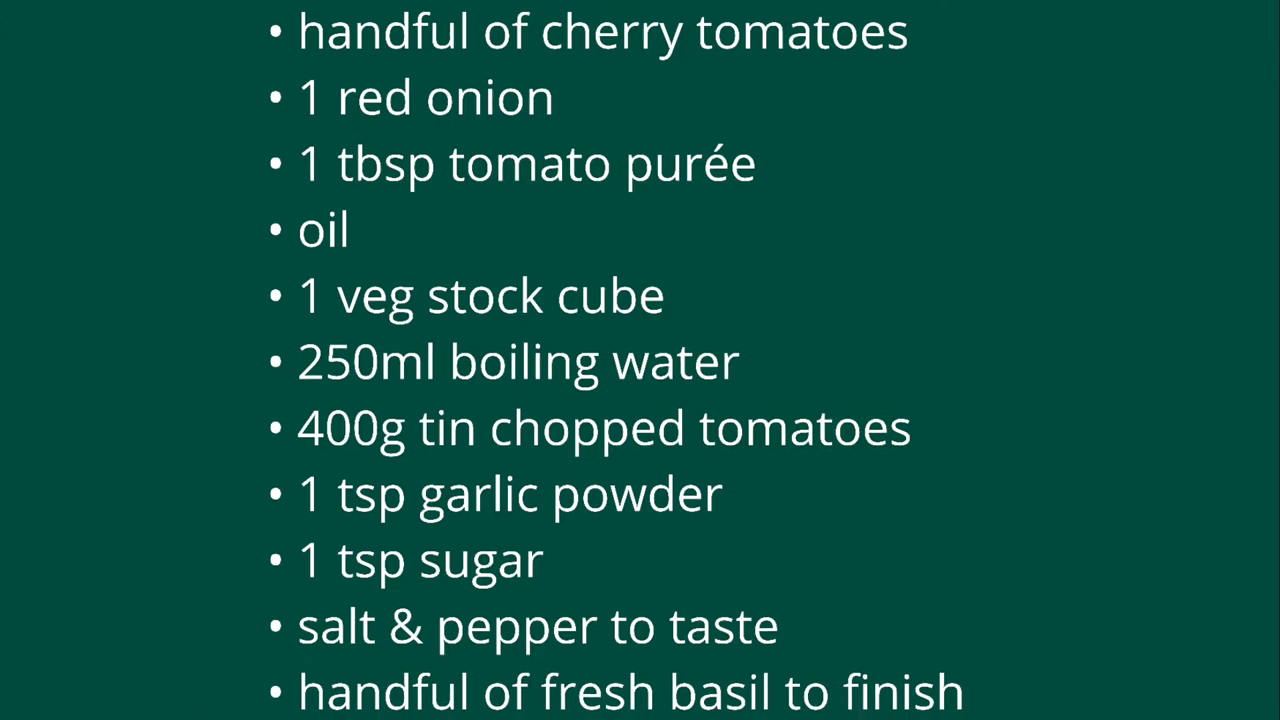 • handful of cherry tomatoes
• 1 red onion
• 1 tbsp tomato purée
• oil
• 1 veg stock cube
• 250ml boiling water
• 400g tin chopped tomatoes
• 1 tsp garlic powder
• 1 tsp sugar
• salt & pepper to taste
• handful of fresh basil to finish